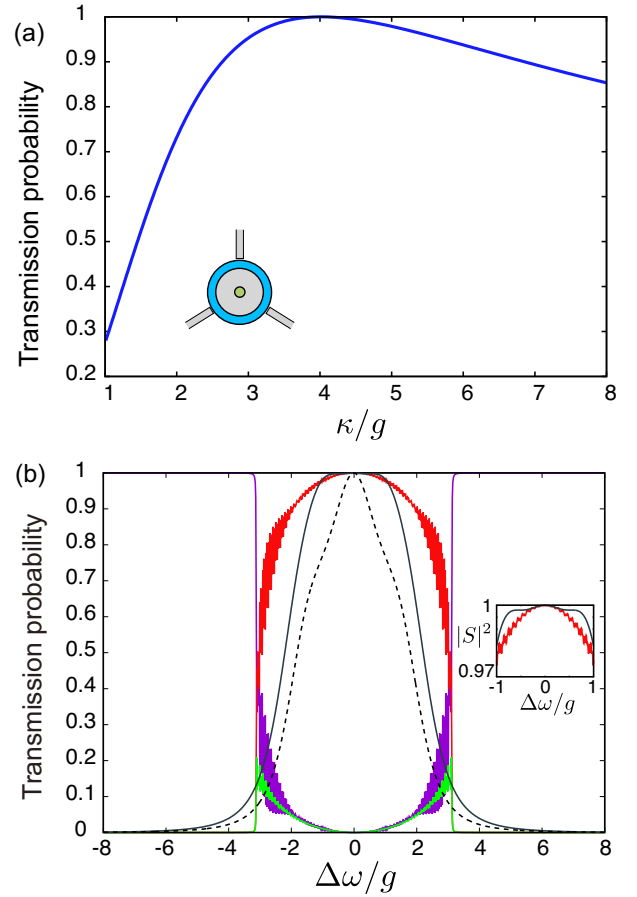 (a)
Transmission probability
1
0.9
0.8
0.7
0.6
0.5
0.4
0.3
0.2
1 2 3 4 5 6 7 8
κ/g
(b)
Transmission probability
1
0.9
0.8
0.7
0.6
0.5
0.4
0.3
0.2
0.1
0
-8 -6 -4 -2 0 2 4 6 8
Δω/g
1
|S|²
0.97
-1 0 1
Δω/g